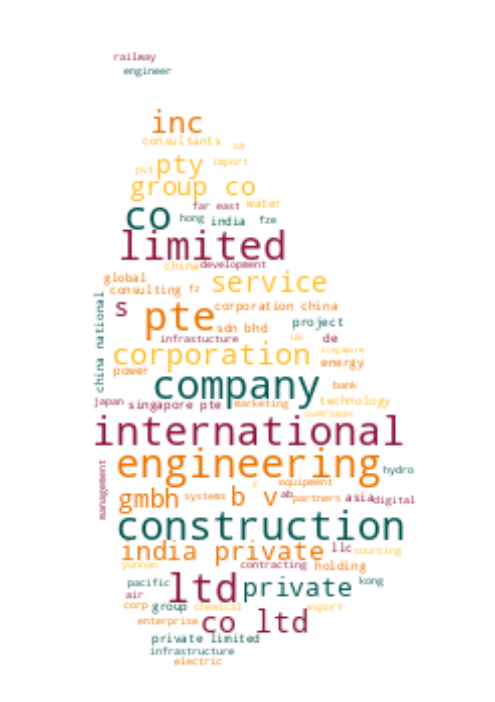 railway
engineer
inc
consultants
sa
pty
import
pvt
group co
far east
water
co
hong
india
fze
limited
china
development
global
service
consulting
fz
s
corporation china
pte
sdn bhd
project
infrastucture
uk
de
china national
corporation
singapore
energy
power
company
bank
japan
singapore pte
marketing
technology
overseas
international
engineering
hydro
management
equipment
c
gmbh
systems
b v
ab
partners
asia
digital
construction
india private
llc
sourcing
yunnan
contracting
holding
pacific
ltd
private
kong
air
corp
group
chemical
export
enterprise
co ltd
private limited
infrastructure
electric